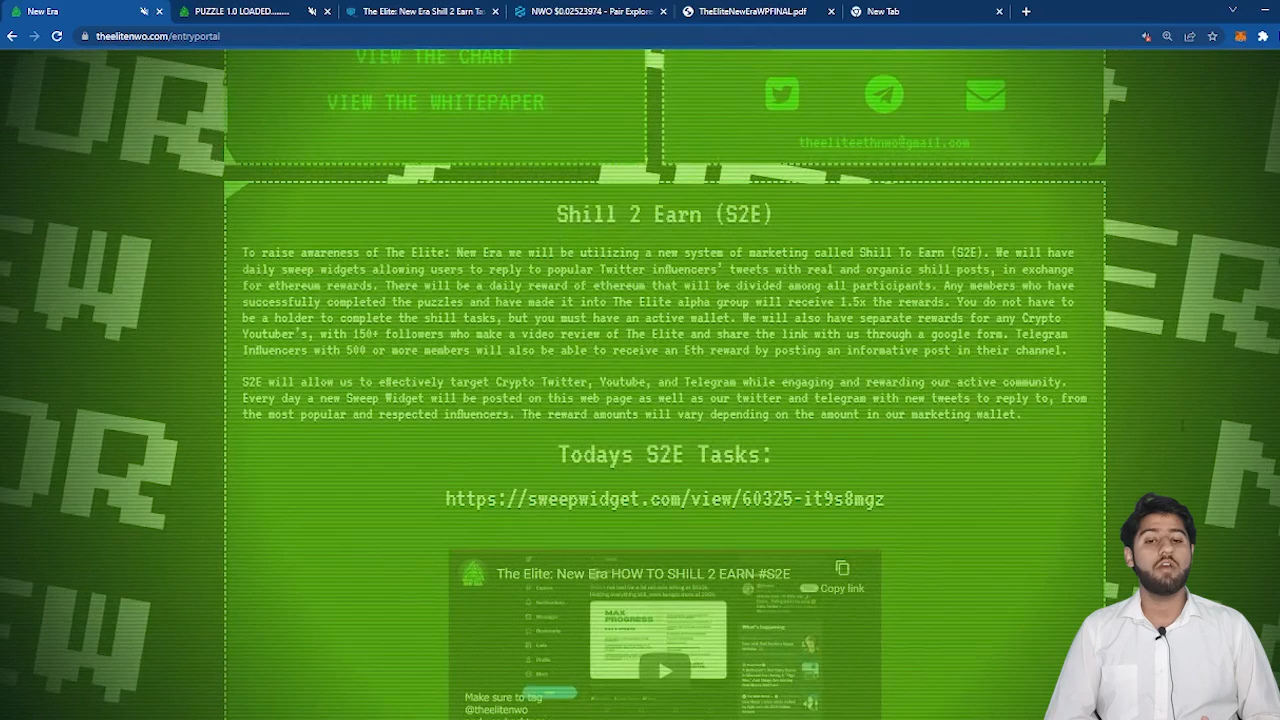 New Era
PUZZLE 1.0 LOADED........
The Elite: New Era Shill 2 Earn Ta
NWO $0.02523974 - Pair Explore
TheEliteNewEraWPFINAL.pdf
New Tab
theelitenwo.com/entryportal
VIEW THE CHART
VIEW THE WHITEPAPER
theeliteethnwo@gmail.com
Shill 2 Earn (S2E)
To raise awareness of The Elite: New Era we will be utilizing a new system of marketing called Shill To Earn (S2E). We will have
daily sweep widgets allowing users to reply to popular Twitter influencers' tweets with real and organic shill posts, in exchange
for ethereum rewards. There will be a daily reward of ethereum that will be divided among all participants. Any members who have
successfully completed the puzzles and have made it into The Elite alpha group will receive 1.5x the rewards. You do not have to
be a holder to complete the shill tasks, but you must have an active wallet. We will also have separate rewards for any Crypto
Youtuber's, with 150+ followers who make a video review of The Elite and share the link with us through a google form. Telegram
Influencers with 500 or more members will also be able to receive an Eth reward by posting an informative post in their channel.
S2E will allow us to effectively target Crypto Twitter, Youtube, and Telegram while engaging and rewarding our active community.
Every day a new Sweep Widget will be posted on this web page as well as our twitter and telegram with new tweets to reply to, from
the most popular and respected influencers. The reward amounts will vary depending on the amount in our marketing wallet.
Todays S2E Tasks:
https://sweepwidget.com/view/60325-it9s8mgz
The Elite: New Era HOW TO SHILL 2 EARN #S2E
Copy link
MAX
PROGRESS
What's happening
Make sure to tag
@theelitenwo